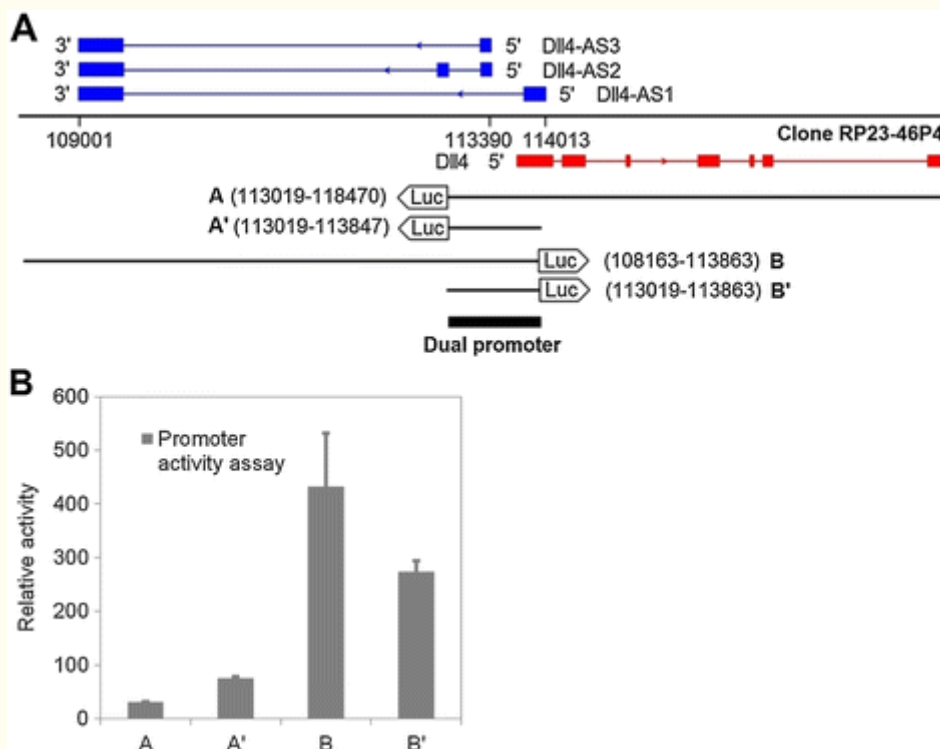 A
3' 5' Dll4-AS3
3' 5' Dll4-AS2
3' 5' Dll4-AS1
109001 113390 114013 Clone RP23-46P4
Dll4 5'
A (113019-118470) Luc
A' (113019-113847) Luc
Luc (108163-113863) B
Luc (113019-113863) B'
Dual promoter
B
600
500
400
300
200
100
0
Relative activity
Promoter
activity assay
A A' B B'